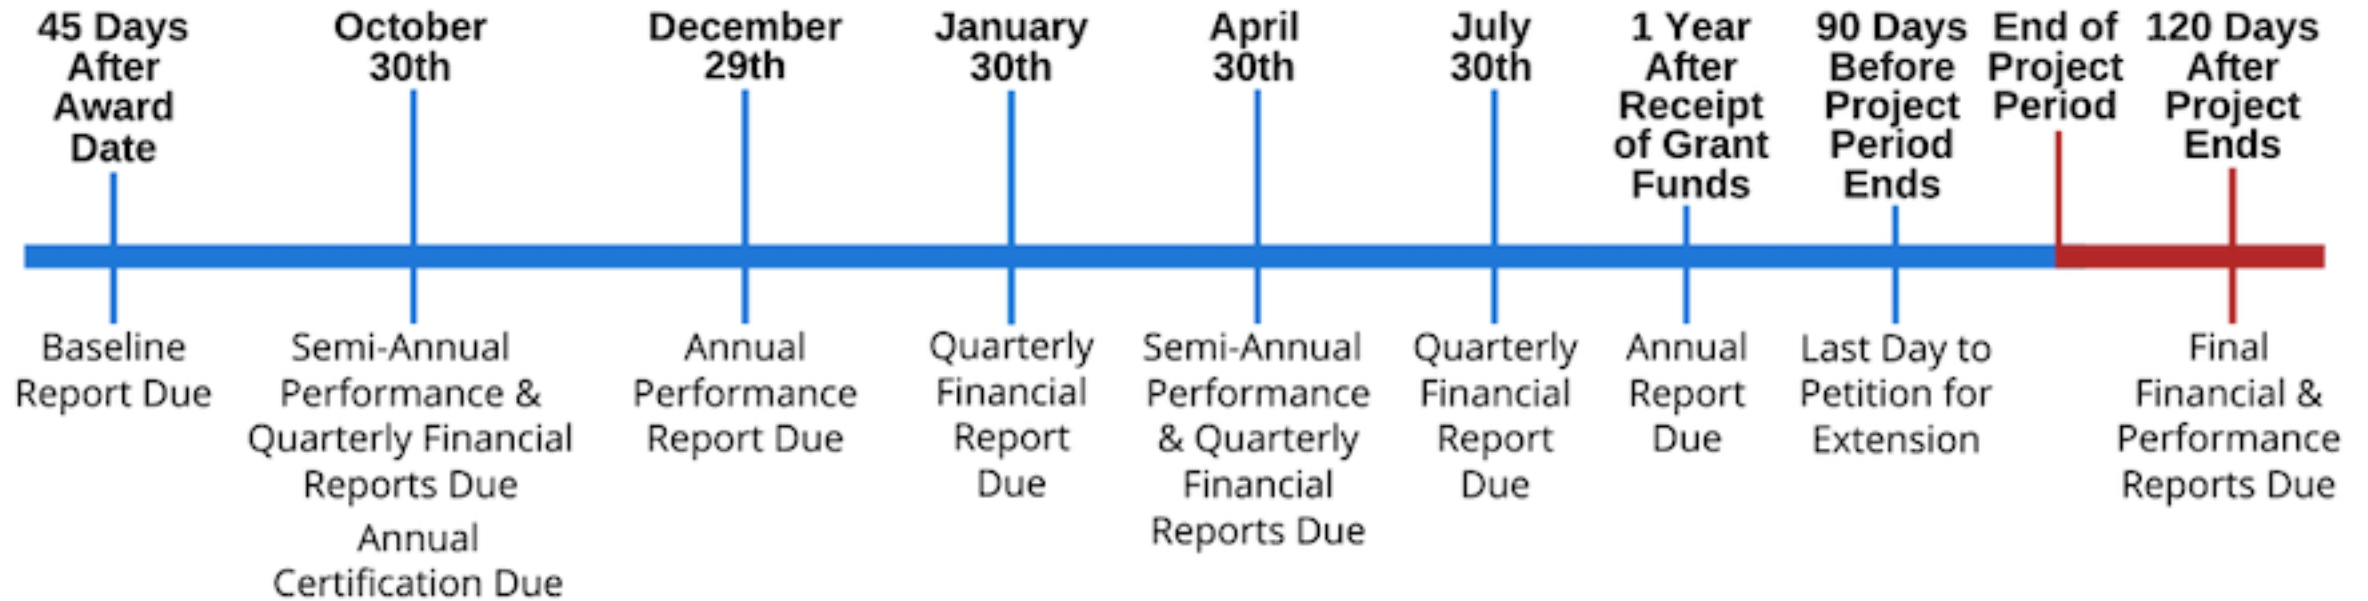 45 Days
After
Award
Date
October
30th
December
29th
January
30th
April
30th
July
30th
1 Year
After
Receipt
of Grant
Funds
90 Days
Before
Project
Period
Ends
End of
Project
Period
120 Days
After
Project
Ends
Baseline
Report Due
Semi-Annual
Performance &
Quarterly Financial
Reports Due
Annual
Certification Due
Annual
Performance
Report Due
Quarterly
Financial
Report
Due
Semi-Annual
Performance
& Quarterly
Financial
Reports Due
Quarterly
Financial
Report
Due
Annual
Report
Due
Last Day to
Petition for
Extension
Final
Financial &
Performance
Reports Due